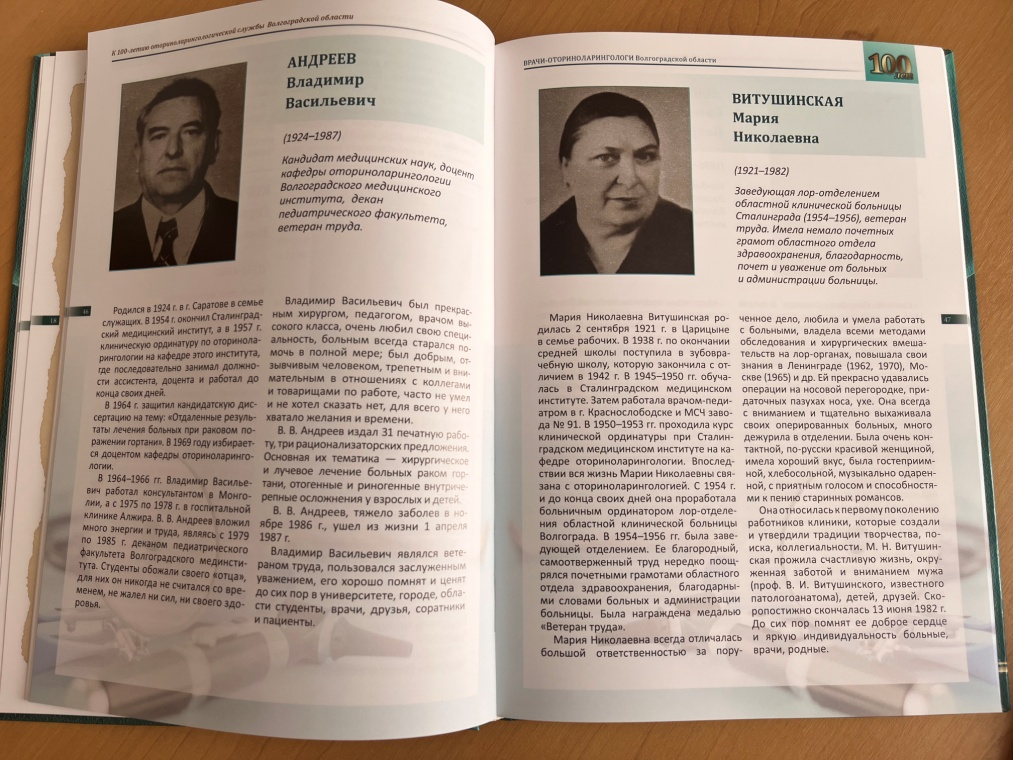 К 100-летию оториноларингологической службы Волгоградской области
АНДРЕЕВ
Владимир
Васильевич
(1924–1987)
Кандидат медицинских наук, доцент
кафедры оториноларингологии
Волгоградского медицинского
института, декан
педиатрического факультета,
ветеран труда.
Родился в 1924 г. в г. Саратове в семье
служащих. В 1954 г. окончил Сталинград-
ский медицинский институт, а в 1957 г.
клиническую ординатуру по оторинола-
рингологии на кафедре этого института,
где последовательно занимал должно-
сти ассистента, доцента и работал до
конца своих дней.
В 1964 г. защитил кандидатскую дис-
сертацию на тему: «Отдаленные резуль-
таты лечения больных при раковом по-
ражении гортани». В 1969 году избирает-
ся доцентом кафедры оториноларинго-
логии.
В 1964–1966 гг. Владимир Василье-
вич работал консультантом в Монго-
лии, а с 1975 по 1978 г. в госпитальной
клинике Алжира. В. В. Андреев вложил
много энергии и труда, являясь с 1979
по 1985 г. деканом педиатрического
факультета Волгоградского мединсти-
тута. Студенты обожали своего «отца»,
для них он никогда не считался со вре-
менем, не жалел ни сил, ни своего здо-
ровья.
Владимир Васильевич был прекрас-
ным хирургом, педагогом, врачом вы-
сокого класса, очень любил свою специ-
альность, больным всегда старался по-
мочь в полной мере; был добрым, от-
зывчивым человеком, трепетным и вни-
мательным в отношениях с коллегами
и товарищами по работе, часто не умел
и не хотел сказать нет, для всего у него
хватало желания и времени.
В. В. Андреев издал 31 печатную рабо-
ту, три рационализаторских предложения.
Основная их тематика — хирургическое
и лучевое лечение больных раком гор-
тани, отогенные и риногенные внутриче-
репные осложнения у взрослых и детей.
В. В. Андреев, тяжело заболев в но-
ябре 1986 г., ушел из жизни 1 апреля
1987 г.
Владимир Васильевич являлся вете-
раном труда, пользовался заслуженным
уважением, его хорошо помнят и ценят
до сих пор в университете, городе, обла-
сти студенты, врачи, друзья, соратники
и пациенты.
46
ВРАЧИ-ОТОРИНОЛАРИНГОЛОГИ Волгоградской области
100
лет
ВИТУШИНСКАЯ
Мария
Николаевна
(1921–1982)
Заведующая лор-отделением
областной клинической больницы
Сталинграда (1954–1956), ветеран
труда. Имела немало почетных
грамот областного отдела
здравоохранения, благодарность,
почет и уважение от больных
и администрации больницы.
Мария Николаевна Витушинская ро-
дилась 2 сентября 1921 г. в Царицыне
в семье рабочих. В 1938 г. по окончании
средней школы поступила в зубовра-
чебную школу, которую закончила с от-
личием в 1942 г. В 1945–1950 гг. обуча-
лась в Сталинградском медицинском
институте. Затем работала врачом-педи-
атром в г. Краснослободске и МСЧ заво-
да № 91. В 1950–1953 гг. проходила курс
клинической ординатуры при Сталин-
градском медицинском институте на ка-
федре оториноларингологии. Впослед-
ствии вся жизнь Марии Николаевны свя-
зана с оториноларингологией. С 1954 г.
и до конца своих дней она проработала
больничным ординатором лор-отделе-
ния областной клинической больницы
Волгограда. В 1954–1956 гг. была заве-
дующей отделением. Ее благородный,
самоотверженный труд нередко поощ-
рялся почетными грамотами областного
отдела здравоохранения, благодарны-
ми словами больных и администрации
больницы. Была награждена медалью
«Ветеран труда».
Мария Николаевна всегда отличалась
большой ответственностью за пору-
ченное дело, любила и умела работать
с больными, владела всеми методами
обследования и хирургических вмеша-
тельств на лор-органах, повышала свои
знания в Ленинграде (1962, 1970), Мо-
скве (1965) и др. Ей прекрасно удавались
операции на носовой перегородке, при-
даточных пазухах носа, ухе. Она всегда
с вниманием и тщательно выхаживала
своих оперированных больных, много
дежурила в отделении. Была очень кон-
тактной, по-русски красивой женщиной,
имела хороший вкус, была гостеприим-
ной, хлебосольной, музыкально одарен-
ной, с приятным голосом и способностя-
ми к пению старинных романсов.
Она относилась к первому поколению
работников клиники, которые создали
и утвердили традиции творчества, по-
иска, коллегиальности. М. Н. Витушин-
ская прожила счастливую жизнь, окру-
женная заботой и вниманием мужа
(проф. В. И. Витушинского, известного
патологоанатома), детей, друзей. Ско-
ропостижно скончалась 13 июня 1982 г.
До сих пор помнят ее доброе сердце
и яркую индивидуальность больные,
врачи, родные.
47